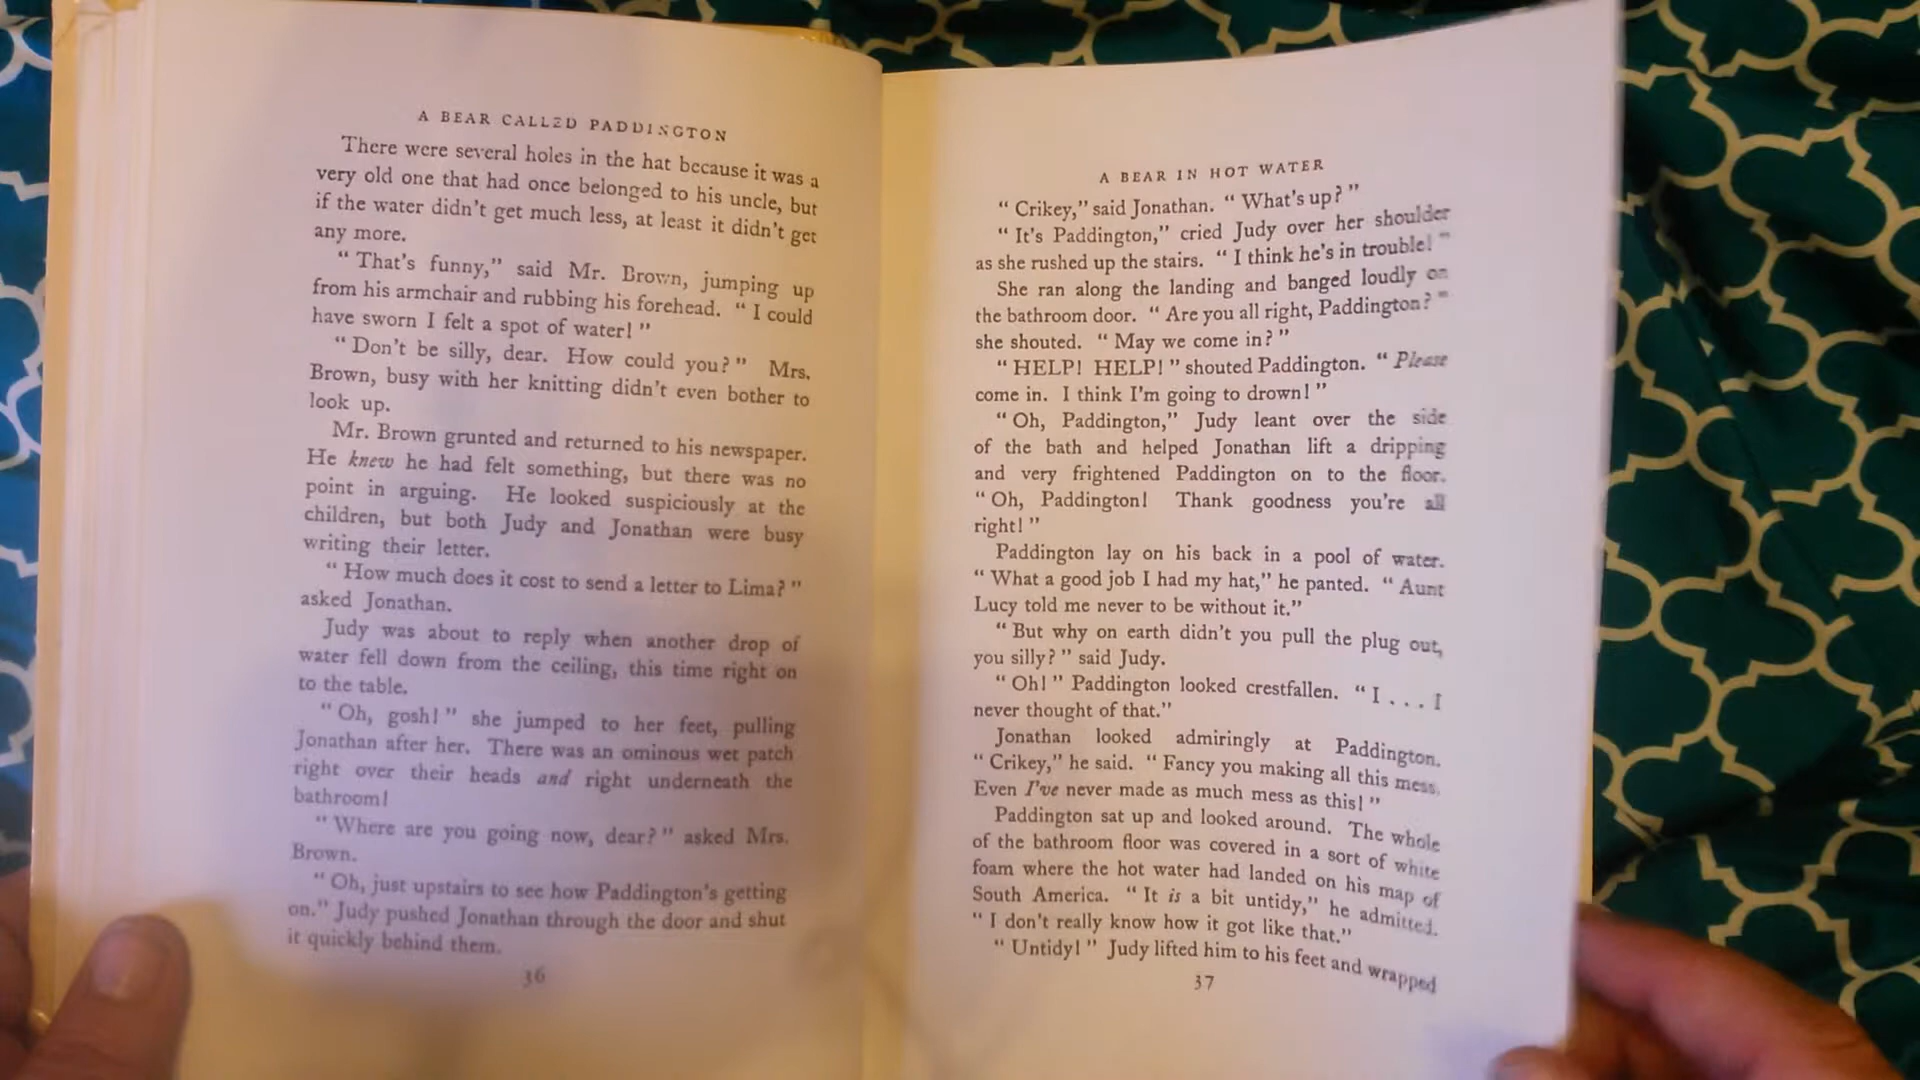 A BEAR CALLED PADDINGTON
There were several holes in the hat because it was a
very old one that had once belonged to his uncle, but
if the water didn't get much less, at least it didn't get
any more.
“ That's funny,” said Mr. Brown, jumping up
from his armchair and rubbing his forehead. “ I could
have sworn I felt a spot of water! ”
“ Don't be silly, dear. How could you? ” Mrs.
Brown, busy with her knitting didn't even bother to
look up.
Mr. Brown grunted and returned to his newspaper.
He knew he had felt something, but there was no
point in arguing. He looked suspiciously at the
children, but both Judy and Jonathan were busy
writing their letter.
“ How much does it cost to send a letter to Lima? ”
asked Jonathan.
Judy was about to reply when another drop of
water fell down from the ceiling, this time right on
to the table.
“ Oh, gosh! ” she jumped to her feet, pulling
Jonathan after her. There was an ominous wet patch
right over their heads and right underneath the
bathroom!
“ Where are you going now, dear? ” asked Mrs.
Brown.
“ Oh, just upstairs to see how Paddington's getting
on.” Judy pushed Jonathan through the door and shut
it quickly behind them.
36
A BEAR IN HOT WATER
“ Crikey,” said Jonathan. “ What's up? ”
“ It's Paddington,” cried Judy over her shoulder
as she rushed up the stairs. “ I think he's in trouble! ”
She ran along the landing and banged loudly on
the bathroom door. “ Are you all right, Paddington? ”
she shouted. “ May we come in? ”
“ HELP! HELP! ” shouted Paddington. “ Please
come in. I think I'm going to drown! ”
“ Oh, Paddington,” Judy leant over the side
of the bath and helped Jonathan lift a dripping
and very frightened Paddington on to the floor.
“ Oh, Paddington! Thank goodness you're all
right! ”
Paddington lay on his back in a pool of water.
“ What a good job I had my hat,” he panted. “ Aunt
Lucy told me never to be without it.”
“ But why on earth didn't you pull the plug out,
you silly? ” said Judy.
“ Oh! ” Paddington looked crestfallen. “ I . . . I
never thought of that.”
Jonathan looked admiringly at Paddington.
“ Crikey,” he said. “ Fancy you making all this mess.
Even I've never made as much mess as this! ”
Paddington sat up and looked around. The whole
of the bathroom floor was covered in a sort of white
foam where the hot water had landed on his map of
South America. “ It is a bit untidy,” he admitted.
“ I don't really know how it got like that.”
“ Untidy! ” Judy lifted him to his feet and wrapped
37